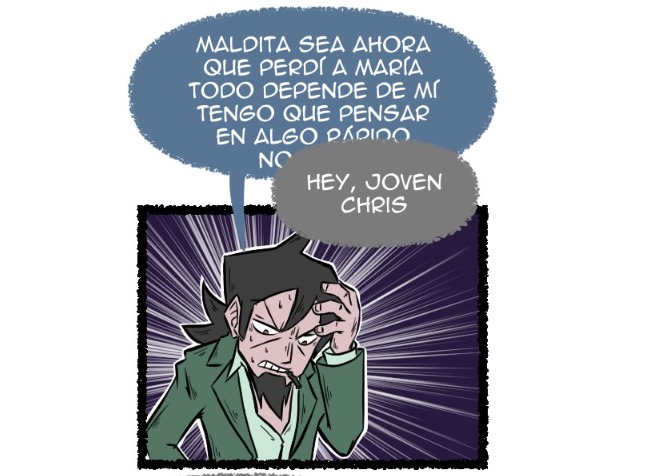 MALDITA SEA AHORA
QUE PERDÍ A MARÍA
TODO DEPENDE DE MÍ
TENGO QUE PENSAR
EN ALGO RÁPIDO
NO
HEY, JOVEN
CHRIS